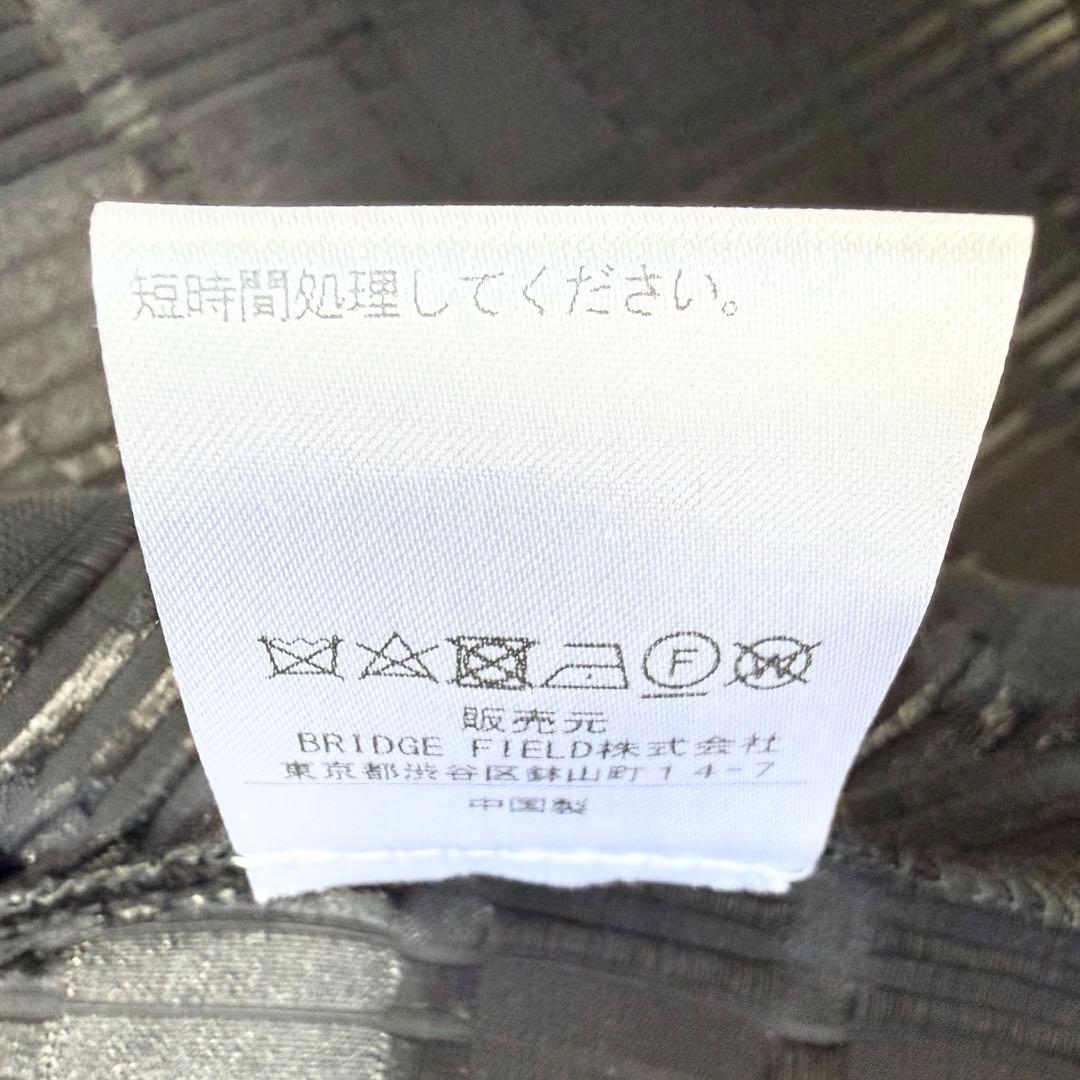 短時間処理してください。
F
W
販売元
BRIDGE FIELD株式会社
東京都渋谷区鉢山町14-7
中国製